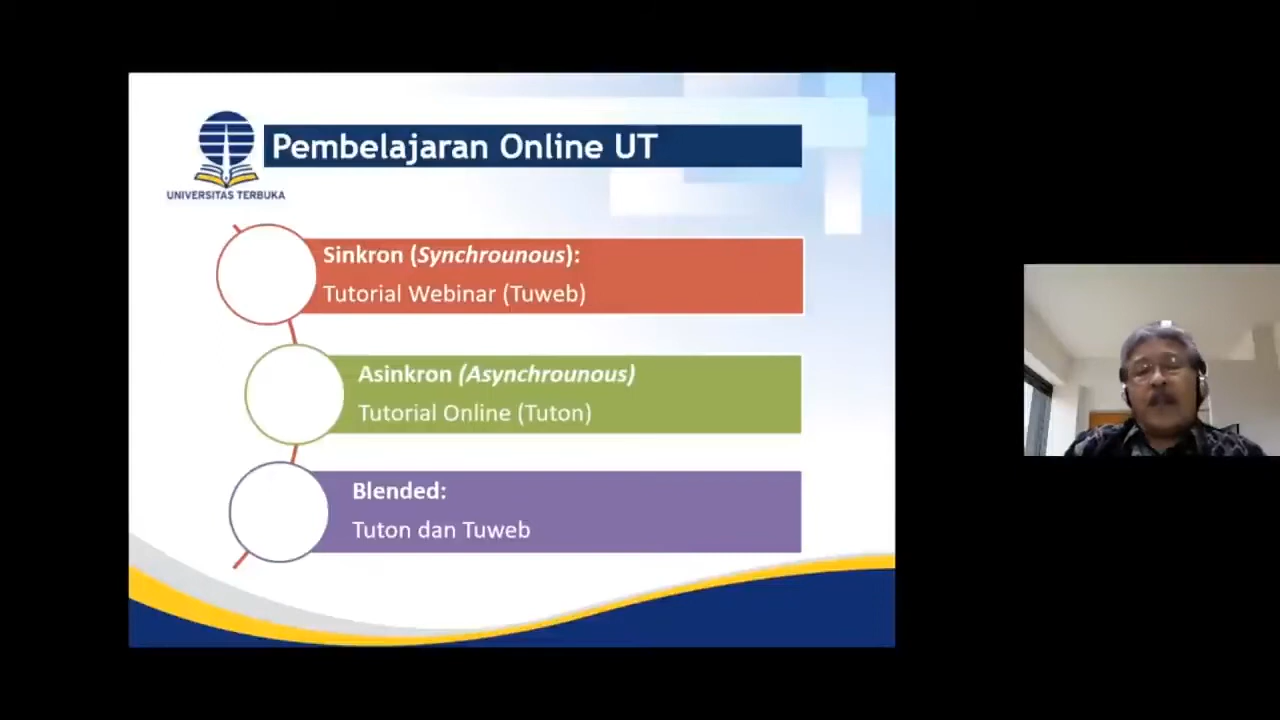 Pembelajaran Online UT
UNIVERSITAS TERBUKA
Sinkron (Synchrounous):
Tutorial Webinar (Tuweb)
Asinkron (Asynchrounous)
Tutorial Online (Tuton)
Blended:
Tuton dan Tuweb